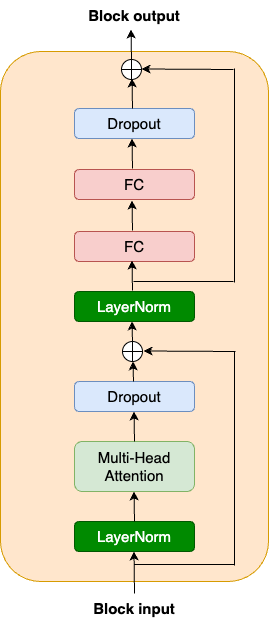 Block output
Dropout
FC
FC
LayerNorm
Dropout
Multi-Head
Attention
LayerNorm
Block input